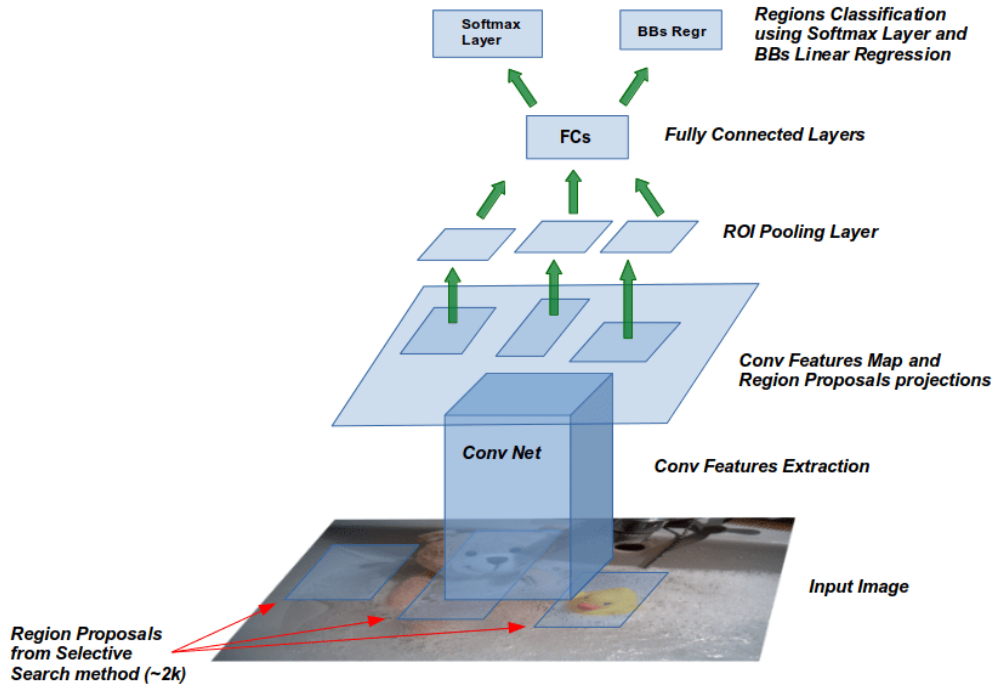 Softmax
Layer
BBs Regr
Regions Classification
using Softmax Layer and
BBs Linear Regression
FCs
Fully Connected Layers
ROI Pooling Layer
Conv Features Map and
Region Proposals projections
Conv Net
Conv Features Extraction
Input Image
Region Proposals
from Selective
Search method (~2k)